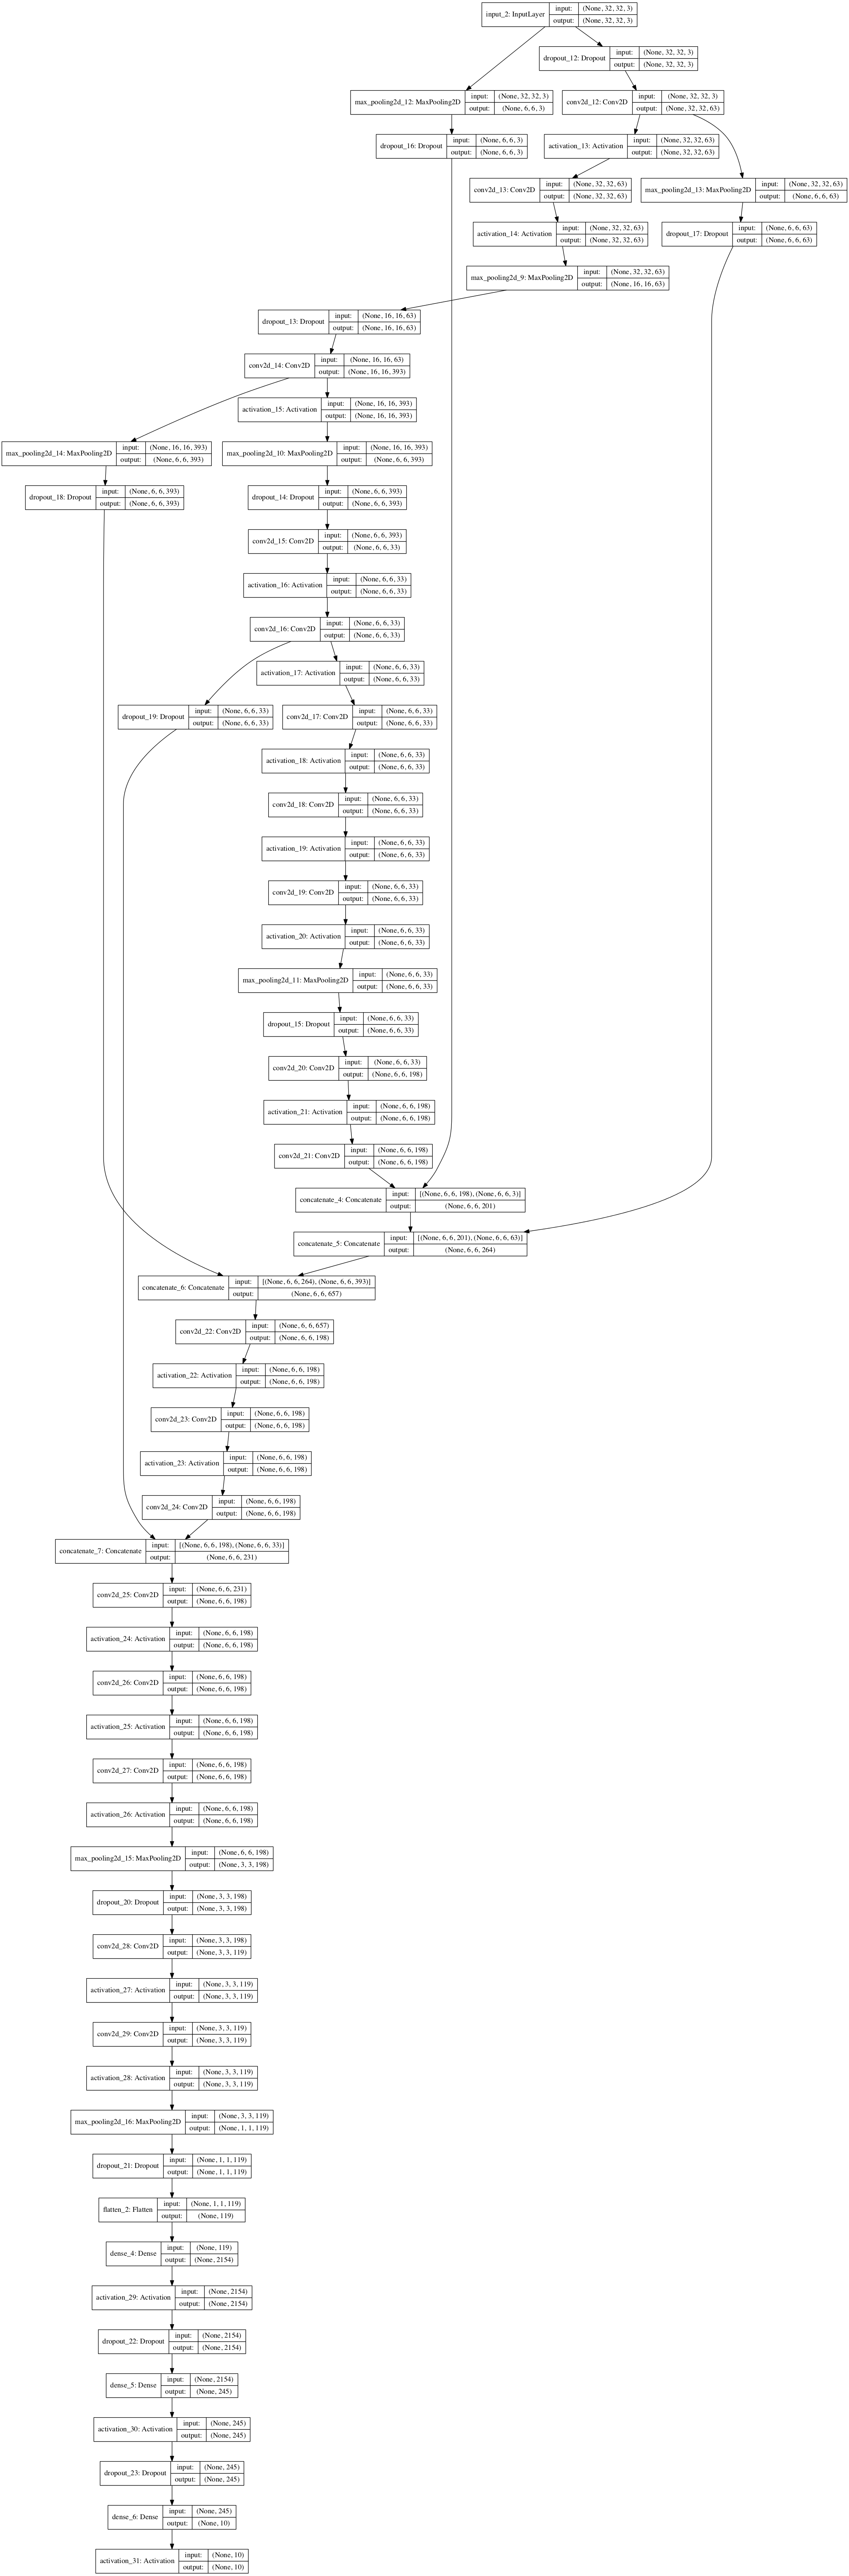 input_2: InputLayer
input: (None, 32, 32, 3)
output: (None, 32, 32, 3)
dropout_12: Dropout
input: (None, 32, 32, 3)
output: (None, 32, 32, 3)
max_pooling2d_12: MaxPooling2D
input: (None, 32, 32, 3)
output: (None, 6, 6, 3)
conv2d_12: Conv2D
input: (None, 32, 32, 3)
output: (None, 32, 32, 63)
dropout_16: Dropout
input: (None, 6, 6, 3)
output: (None, 6, 6, 3)
activation_13: Activation
input: (None, 32, 32, 63)
output: (None, 32, 32, 63)
conv2d_13: Conv2D
input: (None, 32, 32, 63)
output: (None, 32, 32, 63)
max_pooling2d_13: MaxPooling2D
input: (None, 32, 32, 63)
output: (None, 6, 6, 63)
activation_14: Activation
input: (None, 32, 32, 63)
output: (None, 32, 32, 63)
dropout_17: Dropout
input: (None, 6, 6, 63)
output: (None, 6, 6, 63)
max_pooling2d_9: MaxPooling2D
input: (None, 32, 32, 63)
output: (None, 16, 16, 63)
dropout_13: Dropout
input: (None, 16, 16, 63)
output: (None, 16, 16, 63)
conv2d_14: Conv2D
input: (None, 16, 16, 63)
output: (None, 16, 16, 393)
activation_15: Activation
input: (None, 16, 16, 393)
output: (None, 16, 16, 393)
max_pooling2d_14: MaxPooling2D
input: (None, 16, 16, 393)
output: (None, 6, 6, 393)
max_pooling2d_10: MaxPooling2D
input: (None, 16, 16, 393)
output: (None, 6, 6, 393)
dropout_18: Dropout
input: (None, 6, 6, 393)
output: (None, 6, 6, 393)
dropout_14: Dropout
input: (None, 6, 6, 393)
output: (None, 6, 6, 393)
conv2d_15: Conv2D
input: (None, 6, 6, 393)
output: (None, 6, 6, 33)
activation_16: Activation
input: (None, 6, 6, 33)
output: (None, 6, 6, 33)
conv2d_16: Conv2D
input: (None, 6, 6, 33)
output: (None, 6, 6, 33)
activation_17: Activation
input: (None, 6, 6, 33)
output: (None, 6, 6, 33)
dropout_19: Dropout
input: (None, 6, 6, 33)
output: (None, 6, 6, 33)
conv2d_17: Conv2D
input: (None, 6, 6, 33)
output: (None, 6, 6, 33)
activation_18: Activation
input: (None, 6, 6, 33)
output: (None, 6, 6, 33)
conv2d_18: Conv2D
input: (None, 6, 6, 33)
output: (None, 6, 6, 33)
activation_19: Activation
input: (None, 6, 6, 33)
output: (None, 6, 6, 33)
conv2d_19: Conv2D
input: (None, 6, 6, 33)
output: (None, 6, 6, 33)
activation_20: Activation
input: (None, 6, 6, 33)
output: (None, 6, 6, 33)
max_pooling2d_11: MaxPooling2D
input: (None, 6, 6, 33)
output: (None, 6, 6, 33)
dropout_15: Dropout
input: (None, 6, 6, 33)
output: (None, 6, 6, 33)
conv2d_20: Conv2D
input: (None, 6, 6, 33)
output: (None, 6, 6, 198)
activation_21: Activation
input: (None, 6, 6, 198)
output: (None, 6, 6, 198)
conv2d_21: Conv2D
input: (None, 6, 6, 198)
output: (None, 6, 6, 198)
concatenate_4: Concatenate
input: [(None, 6, 6, 198), (None, 6, 6, 3)]
output: (None, 6, 6, 201)
concatenate_5: Concatenate
input: [(None, 6, 6, 201), (None, 6, 6, 63)]
output: (None, 6, 6, 264)
concatenate_6: Concatenate
input: [(None, 6, 6, 264), (None, 6, 6, 393)]
output: (None, 6, 6, 657)
conv2d_22: Conv2D
input: (None, 6, 6, 657)
output: (None, 6, 6, 198)
activation_22: Activation
input: (None, 6, 6, 198)
output: (None, 6, 6, 198)
conv2d_23: Conv2D
input: (None, 6, 6, 198)
output: (None, 6, 6, 198)
activation_23: Activation
input: (None, 6, 6, 198)
output: (None, 6, 6, 198)
conv2d_24: Conv2D
input: (None, 6, 6, 198)
output: (None, 6, 6, 198)
concatenate_7: Concatenate
input: [(None, 6, 6, 198), (None, 6, 6, 33)]
output: (None, 6, 6, 231)
conv2d_25: Conv2D
input: (None, 6, 6, 231)
output: (None, 6, 6, 198)
activation_24: Activation
input: (None, 6, 6, 198)
output: (None, 6, 6, 198)
conv2d_26: Conv2D
input: (None, 6, 6, 198)
output: (None, 6, 6, 198)
activation_25: Activation
input: (None, 6, 6, 198)
output: (None, 6, 6, 198)
conv2d_27: Conv2D
input: (None, 6, 6, 198)
output: (None, 6, 6, 198)
activation_26: Activation
input: (None, 6, 6, 198)
output: (None, 6, 6, 198)
max_pooling2d_15: MaxPooling2D
input: (None, 6, 6, 198)
output: (None, 3, 3, 198)
dropout_20: Dropout
input: (None, 3, 3, 198)
output: (None, 3, 3, 198)
conv2d_28: Conv2D
input: (None, 3, 3, 198)
output: (None, 3, 3, 119)
activation_27: Activation
input: (None, 3, 3, 119)
output: (None, 3, 3, 119)
conv2d_29: Conv2D
input: (None, 3, 3, 119)
output: (None, 3, 3, 119)
activation_28: Activation
input: (None, 3, 3, 119)
output: (None, 3, 3, 119)
max_pooling2d_16: MaxPooling2D
input: (None, 3, 3, 119)
output: (None, 1, 1, 119)
dropout_21: Dropout
input: (None, 1, 1, 119)
output: (None, 1, 1, 119)
flatten_2: Flatten
input: (None, 1, 1, 119)
output: (None, 119)
dense_4: Dense
input: (None, 119)
output: (None, 2154)
activation_29: Activation
input: (None, 2154)
output: (None, 2154)
dropout_22: Dropout
input: (None, 2154)
output: (None, 2154)
dense_5: Dense
input: (None, 2154)
output: (None, 245)
activation_30: Activation
input: (None, 245)
output: (None, 245)
dropout_23: Dropout
input: (None, 245)
output: (None, 245)
dense_6: Dense
input: (None, 245)
output: (None, 10)
activation_31: Activation
input: (None, 10)
output: (None, 10)